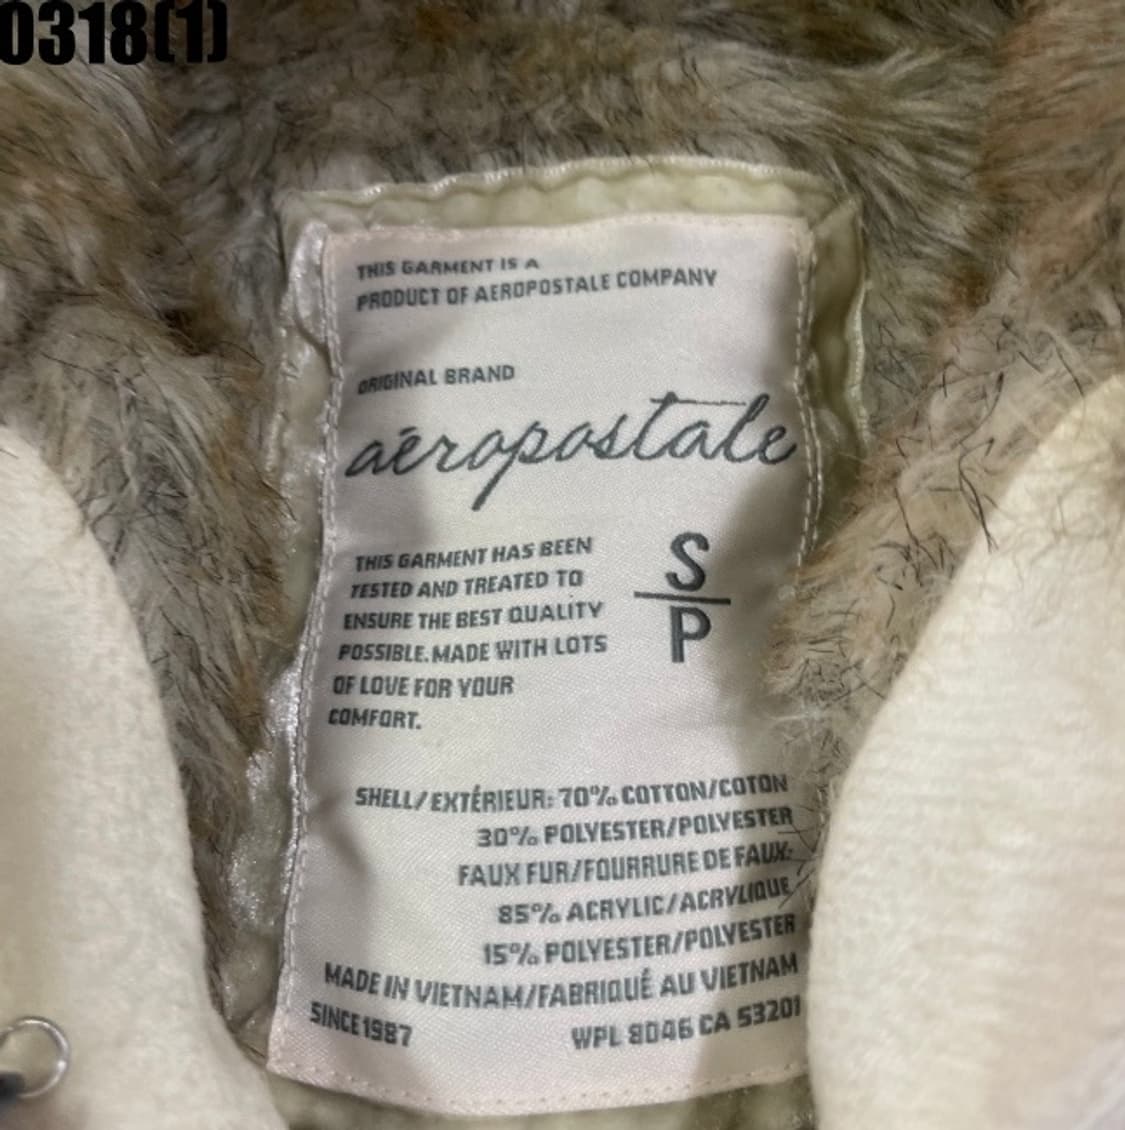 0318(1)
THIS GARMENT IS A
PRODUCT OF AEROPOSTALE COMPANY
ORIGINAL BRAND
aéropostale
THIS GARMENT HAS BEEN
TESTED AND TREATED TO
ENSURE THE BEST QUALITY
POSSIBLE. MADE WITH LOTS
OF LOVE FOR YOUR
COMFORT.
S
P
SHELL/EXTÉRIEUR: 70% COTTON/COTON
30% POLYESTER/POLYESTER
FAUX FUR/FOURRURE DE FAUX:
85% ACRYLIC/ACRYLIQUE
15% POLYESTER/POLYESTER
MADE IN VIETNAM/FABRIQUÉ AU VIETNAM
SINCE 1987 WPL 8046 CA 53201